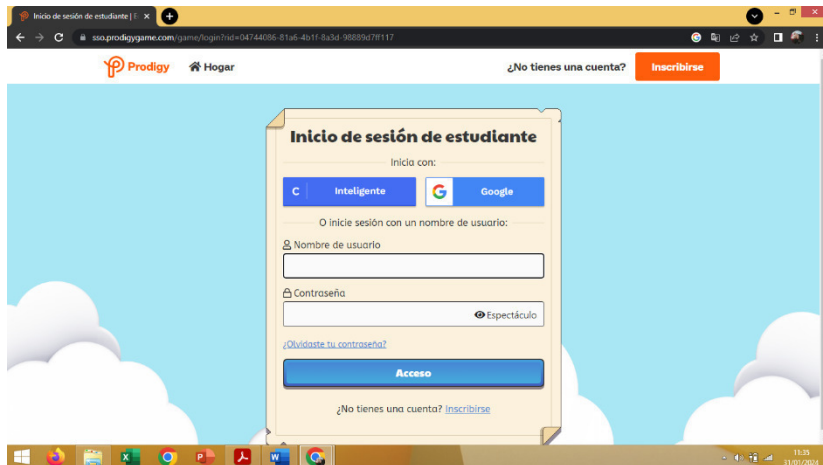 Inicio de sesión de estudiante |
sso.prodigygame.com/game/login?rid=04744086-81a6-4b1f-8a3d-98889d7ff117
Prodigy Hogar ¿No tienes una cuenta? Inscribirse
Inicio de sesión de estudiante
Inicia con:
C Inteligente G Google
O inicie sesión con un nombre de usuario:
Nombre de usuario
Contraseña
Espectáculo
¿Olvidaste tu contraseña?
Acceso
¿No tienes una cuenta? Inscribirse
11:35
31/01/2024